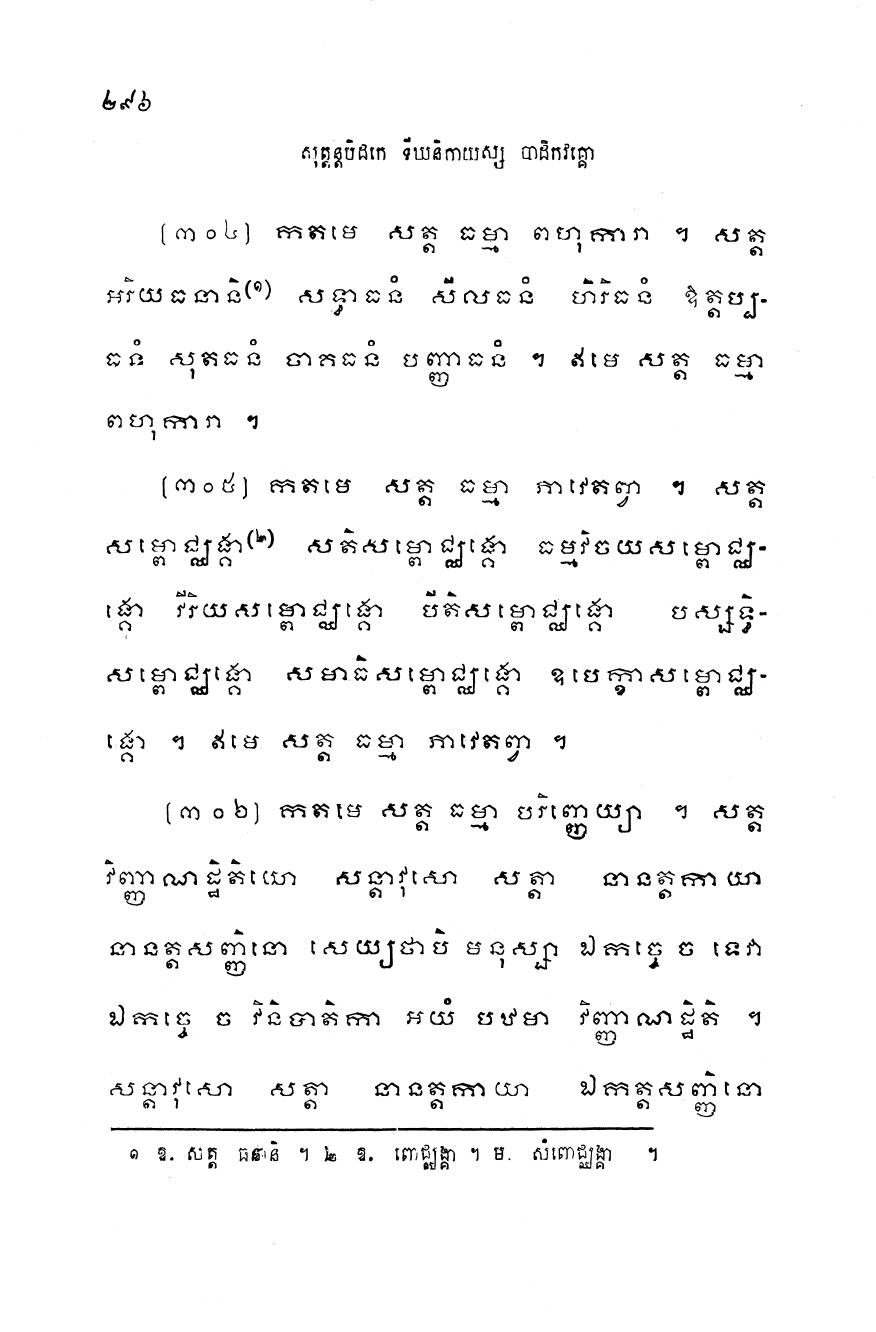 ២៩៦
សុត្តន្តបិដកេ ទីឃនិកាយស្ស បាដិកវគ្គោ
[៣០៤] កតមេ សត្ត ធម្មា ពហុការា ។ សត្ត
អរិយធនានិ(១) សទ្ធាធនំ សីលធនំ ហិរិធនំ ឱត្តប្ប-
ធនំ សុតធនំ ចាគធនំ បញ្ញាធនំ ។ ឥមេ សត្ត ធម្មា
ពហុការា ។
[៣០៥] កតមេ សត្ត ធម្មា ភាវេតព្វា ។ សត្ត
សម្ពោជ្ឈង្គា(២) សតិសម្ពោជ្ឈង្គោ ធម្មវិចយសម្ពោជ្ឈ-
ង្គោ វីរិយសម្ពោជ្ឈង្គោ បីតិសម្ពោជ្ឈង្គោ បស្សទ្ធិ-
សម្ពោជ្ឈង្គោ សមាធិសម្ពោជ្ឈង្គោ ឧបេក្ខាសម្ពោជ្ឈ-
ង្គោ ។ ឥមេ សត្ត ធម្មា ភាវេតព្វា ។
[៣០៦] កតមេ សត្ត ធម្មា បរិញ្ញេយ្យា ។ សត្ត
វិញ្ញាណដ្ឋិតិយោ សន្តាវុសោ សត្តា នានត្តកាយា
នានត្តសញ្ញិនោ សេយ្យថាបិ មនុស្សា ឯកច្ចេ ច ទេវា
ឯកច្ចេ ច វិនិបាតិកា អយំ បឋមា វិញ្ញាណដ្ឋិតិ ។
សន្តាវុសោ សត្តា នានត្តកាយា ឯកត្តសញ្ញិនោ
១ ឱ. សត្ត ធនានិ ។ ២ ឱ. ពោជ្ឈង្គា ។ ម. សំពោជ្ឈង្គា ។